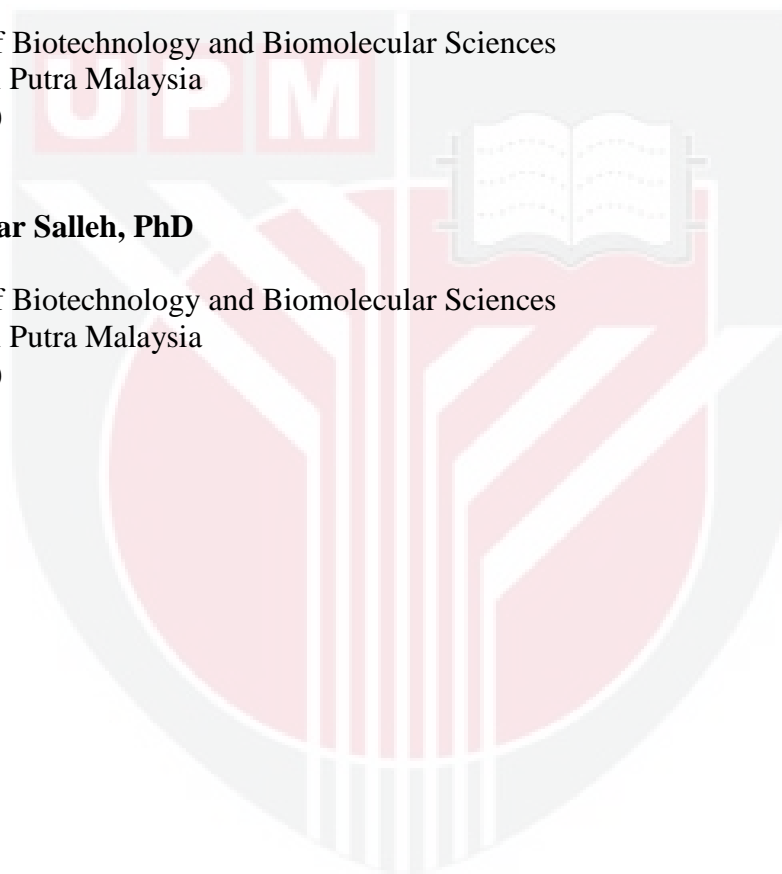 f Biotechnology and Biomolecular Sciences
Putra Malaysia
)
UPM
ar Salleh, PhD
f Biotechnology and Biomolecular Sciences
Putra Malaysia
)